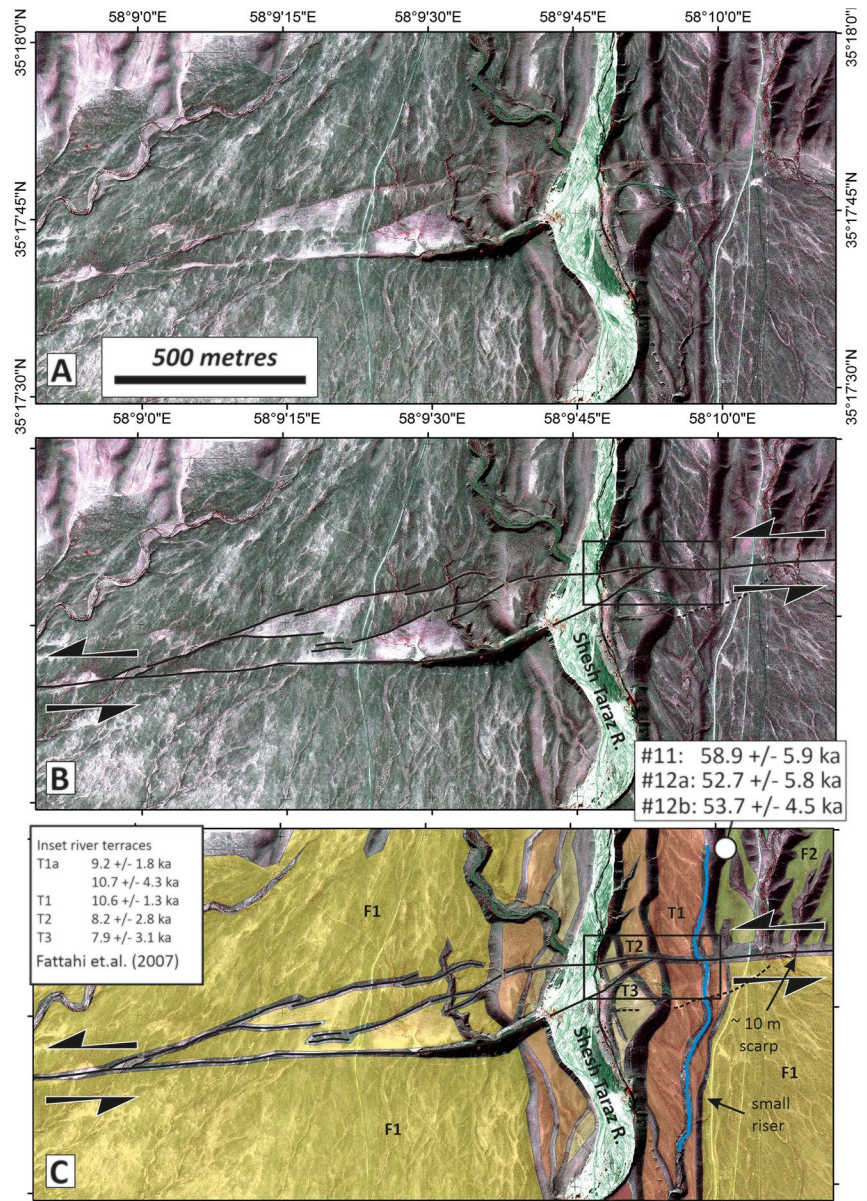 58°9'0"E 58°9'15"E 58°9'30"E 58°9'45"E 58°10'0"E
35°18'0"N
35°18'0"N
35°17'45"N
35°17'45"N
35°17'30"N
35°17'30"N
A
500 metres
58°9'0"E 58°9'15"E 58°9'30"E 58°9'45"E 58°10'0"E
Shesh Taraz R.
B
#11: 58.9 +/- 5.9 ka
#12a: 52.7 +/- 5.8 ka
#12b: 53.7 +/- 4.5 ka
Inset river terraces
T1a 9.2 +/- 1.8 ka
10.7 +/- 4.3 ka
T1 10.6 +/- 1.3 ka
T2 8.2 +/- 2.8 ka
T3 7.9 +/- 3.1 ka
Fattahi et.al. (2007)
F1
F2
T1
T2
T3
~ 10 m
scarp
F1
small
riser
Shesh Taraz R.
F1
C